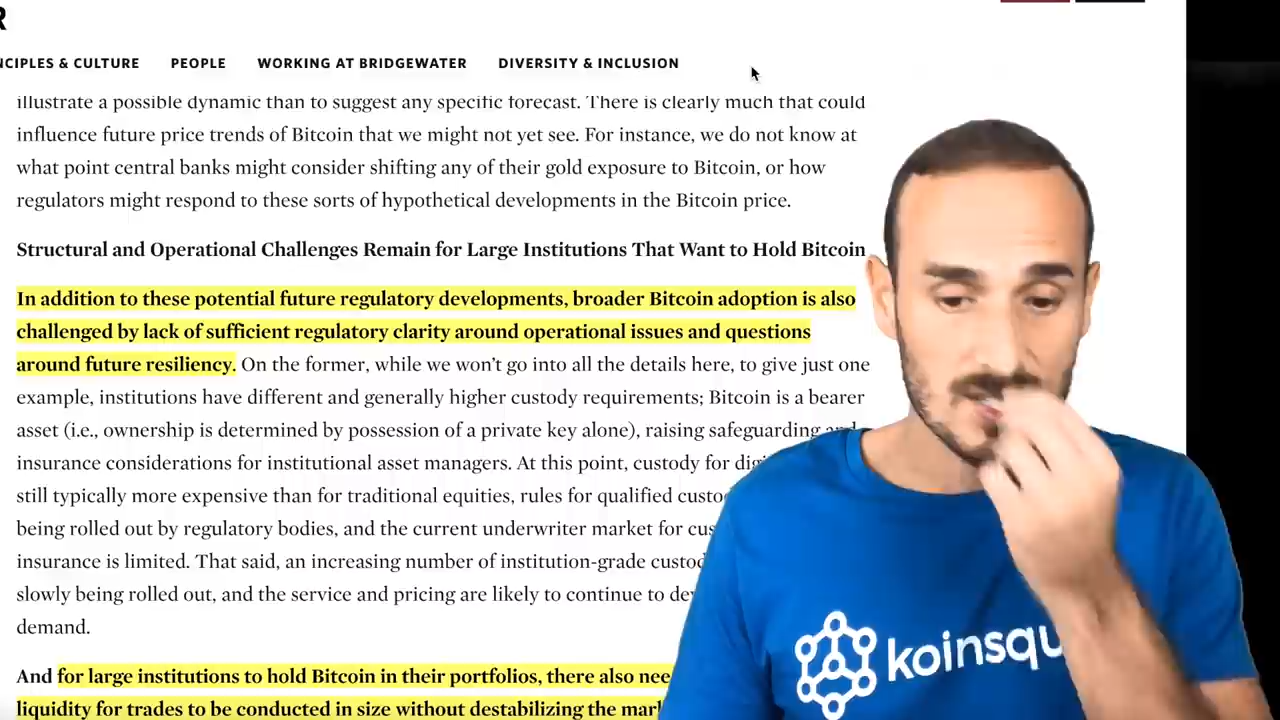 R
NCIPLES & CULTURE PEOPLE WORKING AT BRIDGEWATER DIVERSITY & INCLUSION
illustrate a possible dynamic than to suggest any specific forecast. There is clearly much that could
influence future price trends of Bitcoin that we might not yet see. For instance, we do not know at
what point central banks might consider shifting any of their gold exposure to Bitcoin, or how
regulators might respond to these sorts of hypothetical developments in the Bitcoin price.
Structural and Operational Challenges Remain for Large Institutions That Want to Hold Bitcoin
In addition to these potential future regulatory developments, broader Bitcoin adoption is also
challenged by lack of sufficient regulatory clarity around operational issues and questions
around future resiliency. On the former, while we won't go into all the details here, to give just one
example, institutions have different and generally higher custody requirements; Bitcoin is a bearer
asset (i.e., ownership is determined by possession of a private key alone), raising safeguarding and
insurance considerations for institutional asset managers. At this point, custody for digi
still typically more expensive than for traditional equities, rules for qualified custo
being rolled out by regulatory bodies, and the current underwriter market for cus
insurance is limited. That said, an increasing number of institution-grade custod
slowly being rolled out, and the service and pricing are likely to continue to de
demand.
And for large institutions to hold Bitcoin in their portfolios, there also nee
liquidity for trades to be conducted in size without destabilizing the mar
koinsqu